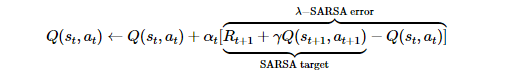 λ−SARSA error
Q(s_t, a_t) ← Q(s_t, a_t) + α_t[R_{t+1} + γQ(s_{t+1}, a_{t+1}) − Q(s_t, a_t)]
SARSA target